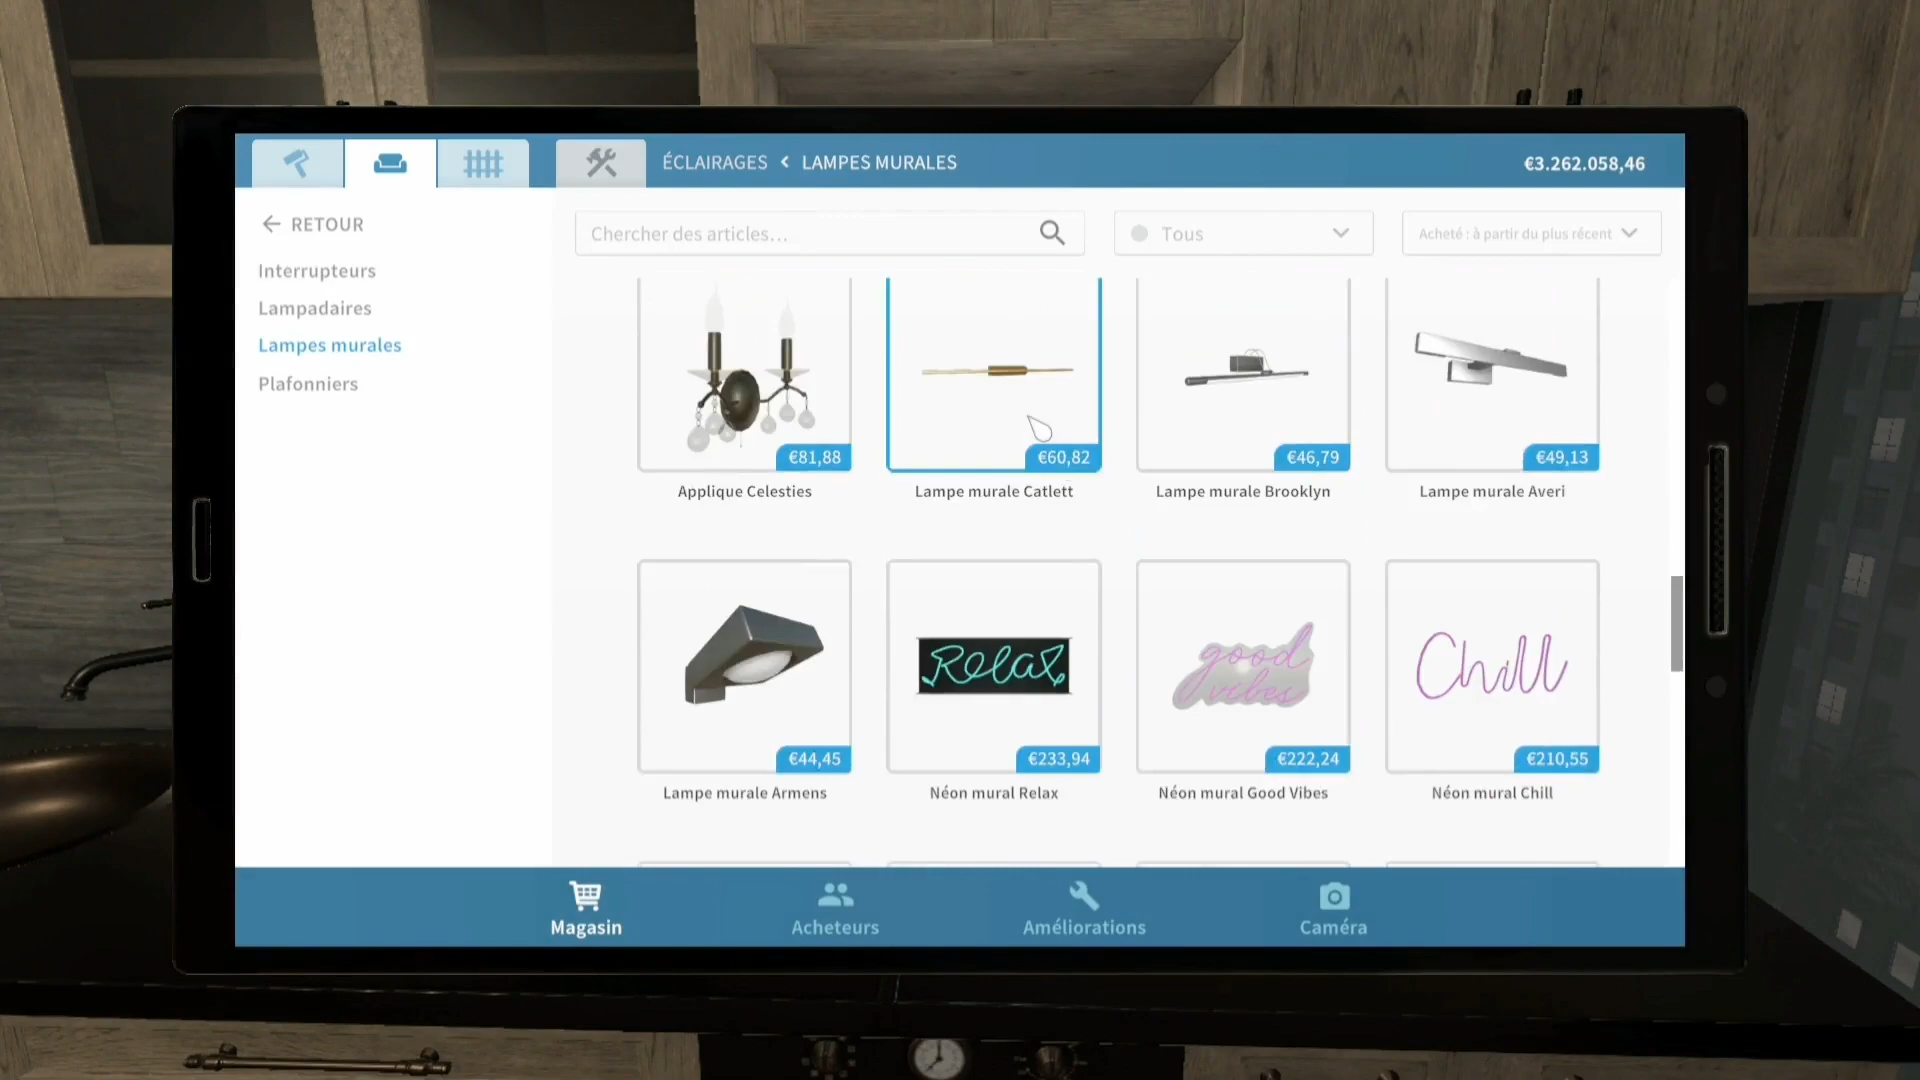 ÉCLAIRAGES < LAMPES MURALES
€3.262.058,46
← RETOUR
Interrupteurs
Lampadaires
Lampes murales
Plafonniers
Chercher des articles...
Tous
Acheté : à partir du plus récent
€81,88
€60,82
€46,79
€49,13
Applique Celesties
Lampe murale Catlett
Lampe murale Brooklyn
Lampe murale Averi
Relax
good
vibes
Chill
€44,45
€233,94
€222,24
€210,55
Lampe murale Armens
Néon mural Relax
Néon mural Good Vibes
Néon mural Chill
Magasin
Acheteurs
Améliorations
Caméra